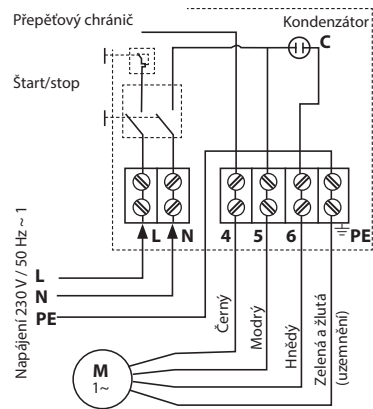 Přepěťový chránič
Kondenzátor
C
Štart/stop
L N 4 5 6 PE
Napájení 230 V / 50 Hz ~ 1
L
N
PE
Černý
Modrý
Hnědý
Zelená a žlutá
(uzemnění)
M
1~